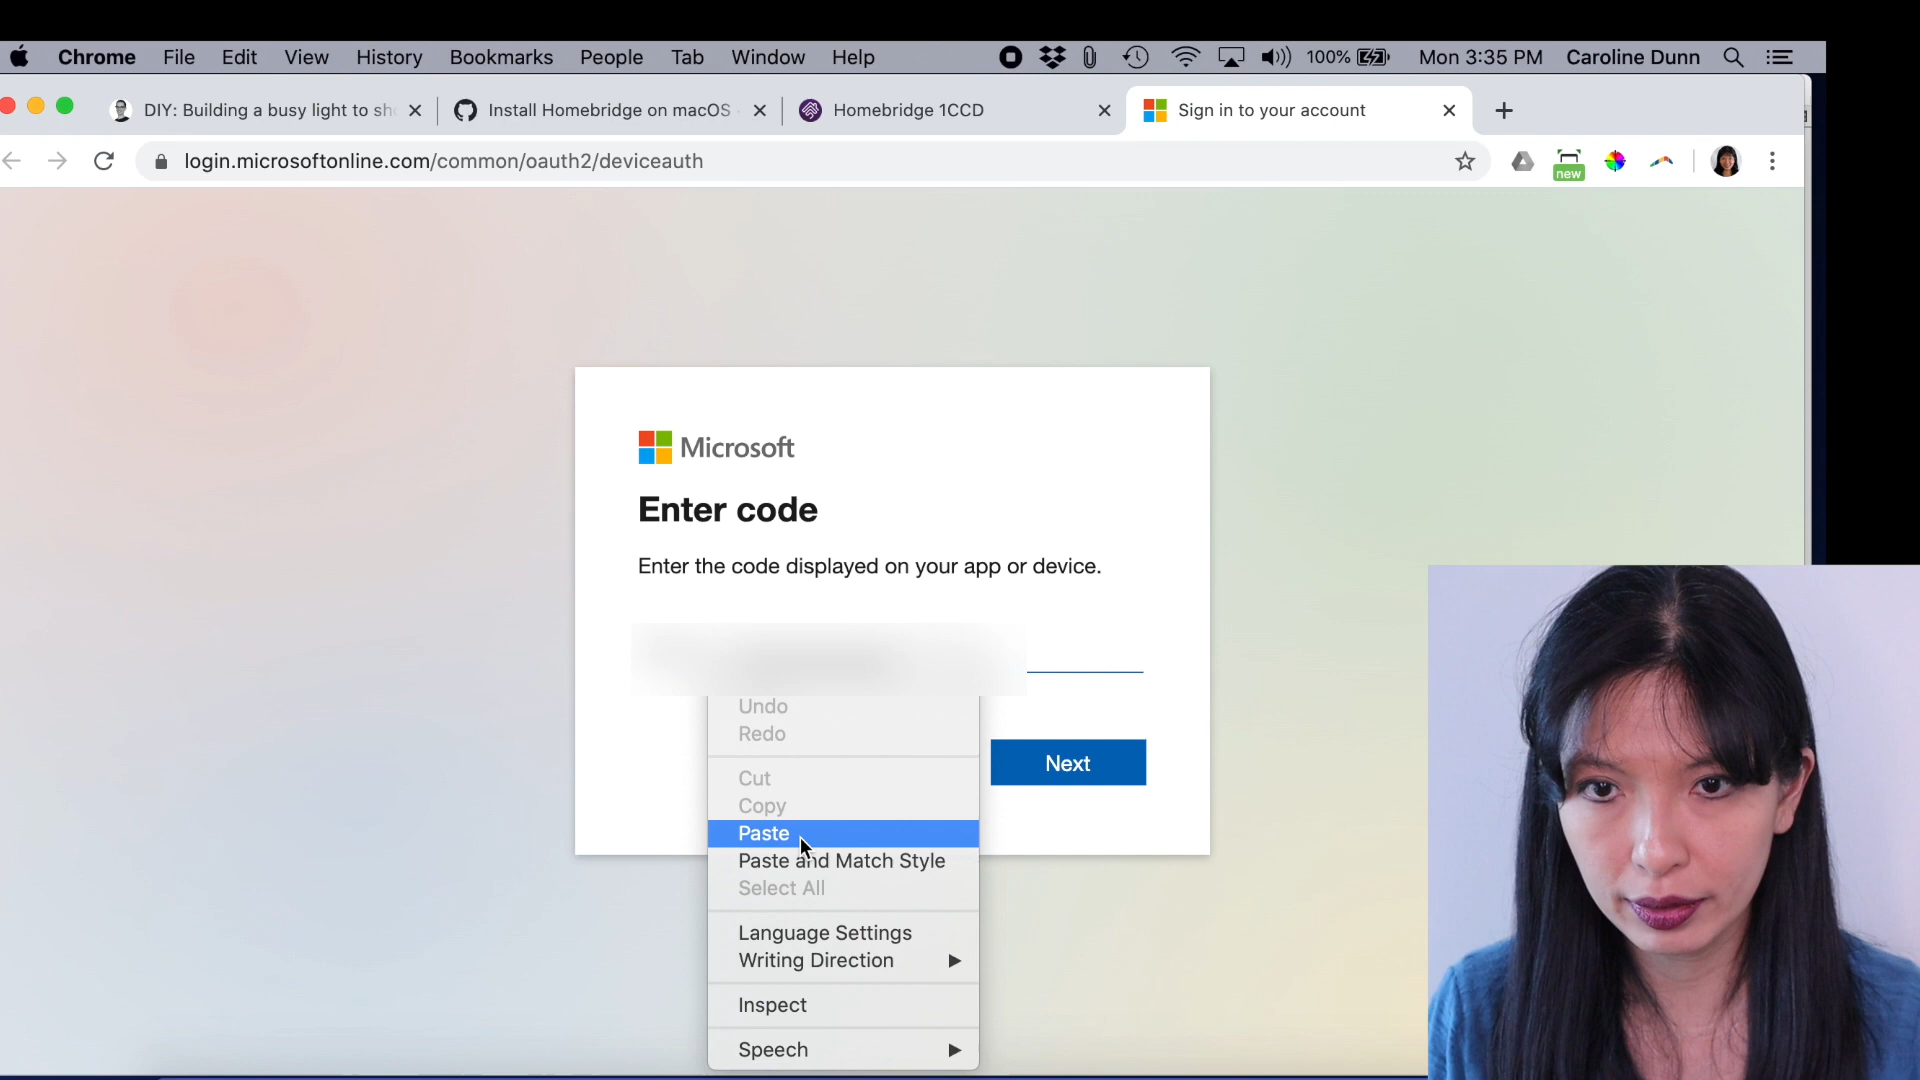 Chrome File Edit View History Bookmarks People Tab Window Help 100% Mon 3:35 PM Caroline Dunn
DIY: Building a busy light to sh
Install Homebridge on macOS
Homebridge 1CCD
Sign in to your account
login.microsoftonline.com/common/oauth2/deviceauth
new
Microsoft
Enter code
Enter the code displayed on your app or device.
Undo
Redo
Next
Cut
Copy
Paste
Paste and Match Style
Select All
Language Settings
Writing Direction
Inspect
Speech